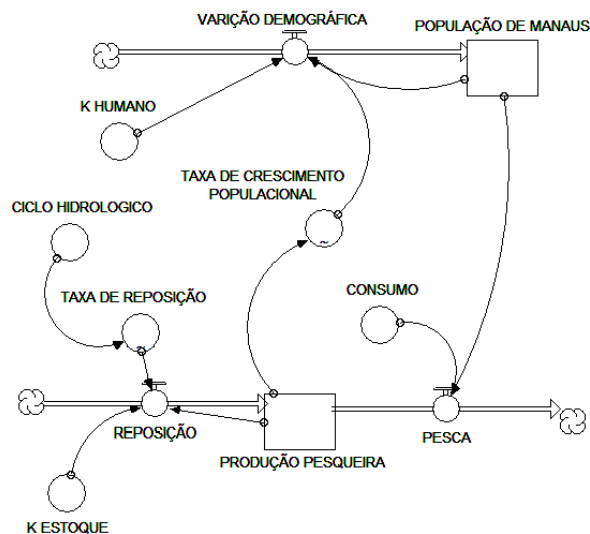 VARIÇÃO DEMOGRÁFICA
POPULAÇÃO DE MANAUS
K HUMANO
TAXA DE CRESCIMENTO
POPULACIONAL
CICLO HIDROLOGICO
TAXA DE REPOSIÇÃO
CONSUMO
REPOSIÇÃO
PESCA
PRODUÇÃO PESQUEIRA
K ESTOQUE